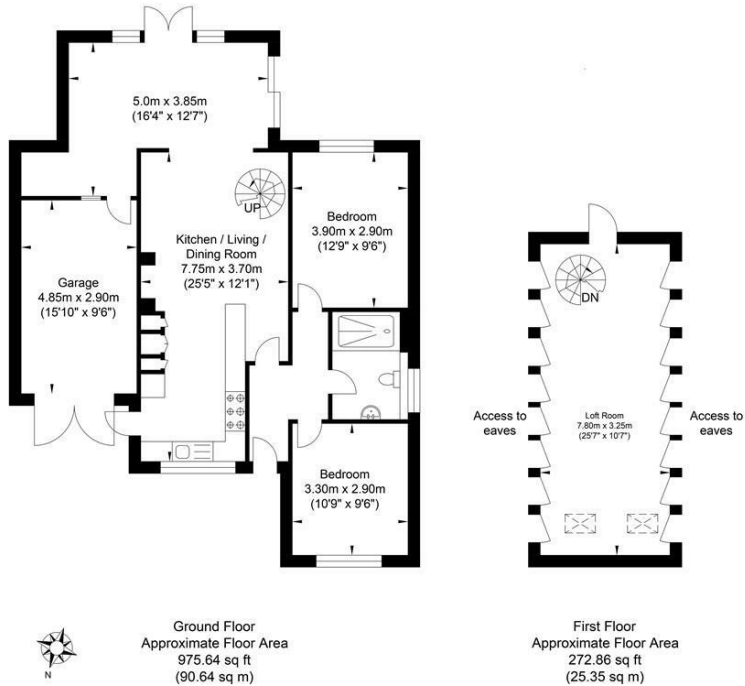 5.0m x 3.85m
(16'4" x 12'7")
UP
Bedroom
3.90m x 2.90m
(12'9" x 9'6")
Kitchen / Living /
Dining Room
7.75m x 3.70m
(25'5" x 12'1")
Garage
4.85m x 2.90m
(15'10" x 9'6")
Bedroom
3.30m x 2.90m
(10'9" x 9'6")
DN
Access to
eaves
Loft Room
7.80m x 3.25m
(25'7" x 10'7")
Access to
eaves
N
Ground Floor
Approximate Floor Area
975.64 sq ft
(90.64 sq m)
First Floor
Approximate Floor Area
272.86 sq ft
(25.35 sq m)